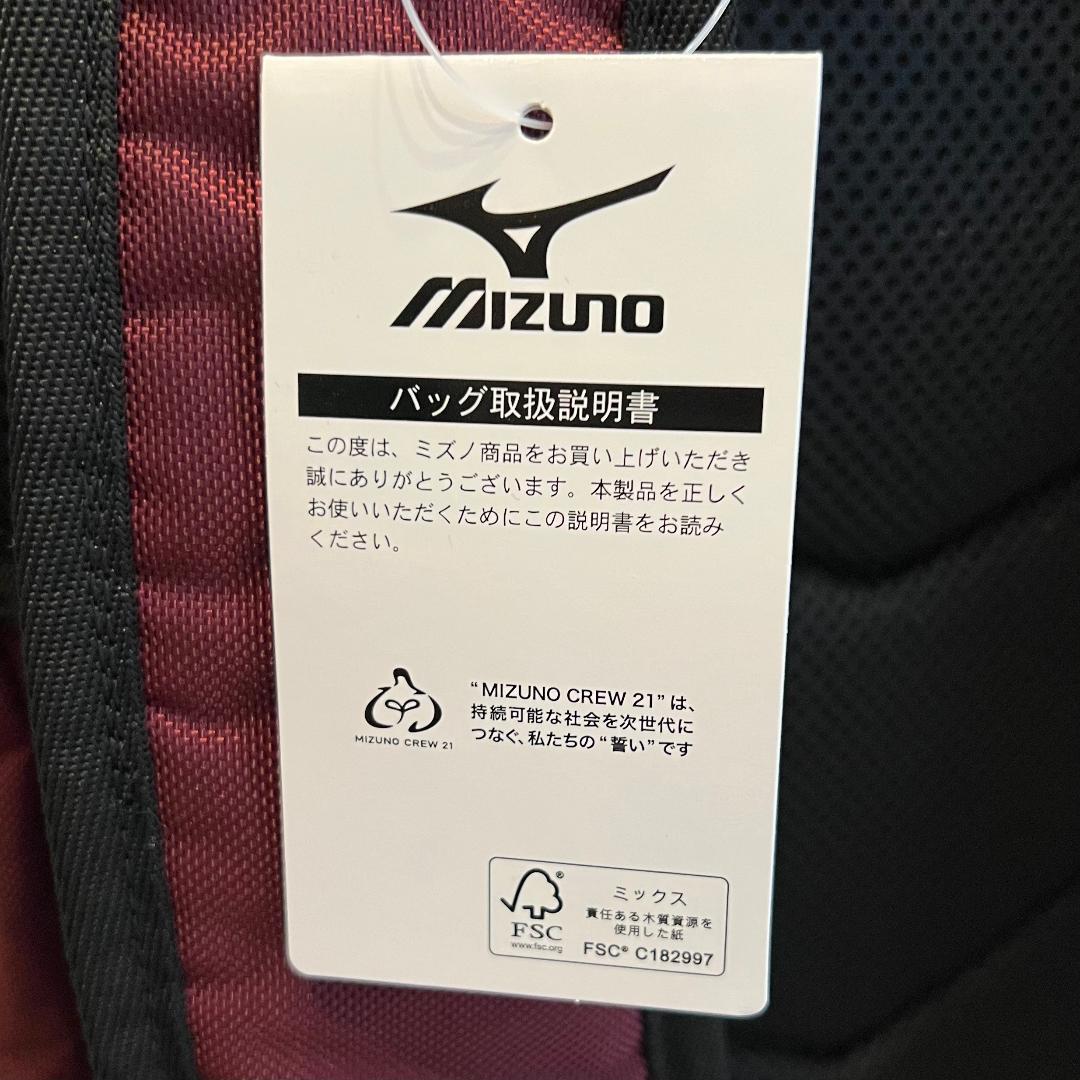 MIZUNO
バッグ取扱説明書
この度は、ミズノ商品をお買い上げいただき
誠にありがとうございます。本製品を正しく
お使いいただくためにこの説明書をお読み
ください。
MIZUNO CREW 21
“MIZUNO CREW 21”は、
持続可能な社会を次世代に
つなぐ、私たちの“誓い”です
FSC
®
www.fsc.org
ミックス
責任ある木質資源を
使用した紙
FSC® C182997